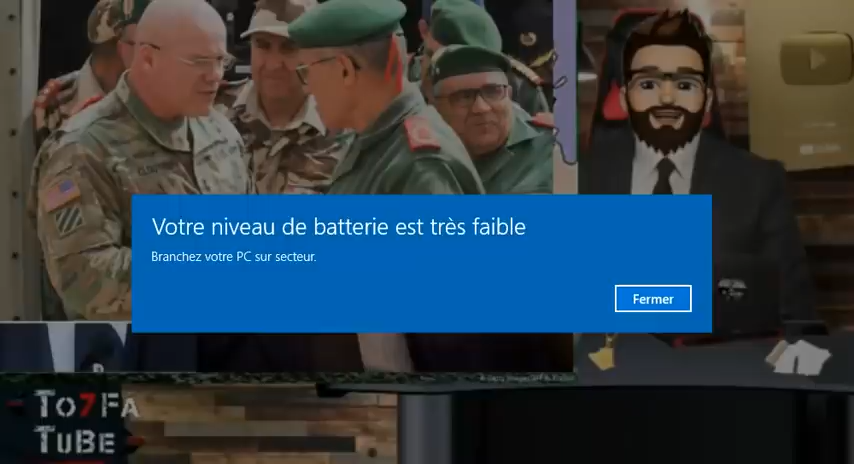 Votre niveau de batterie est très faible
Branchez votre PC sur secteur.
Fermer
To7Fa
TuBe